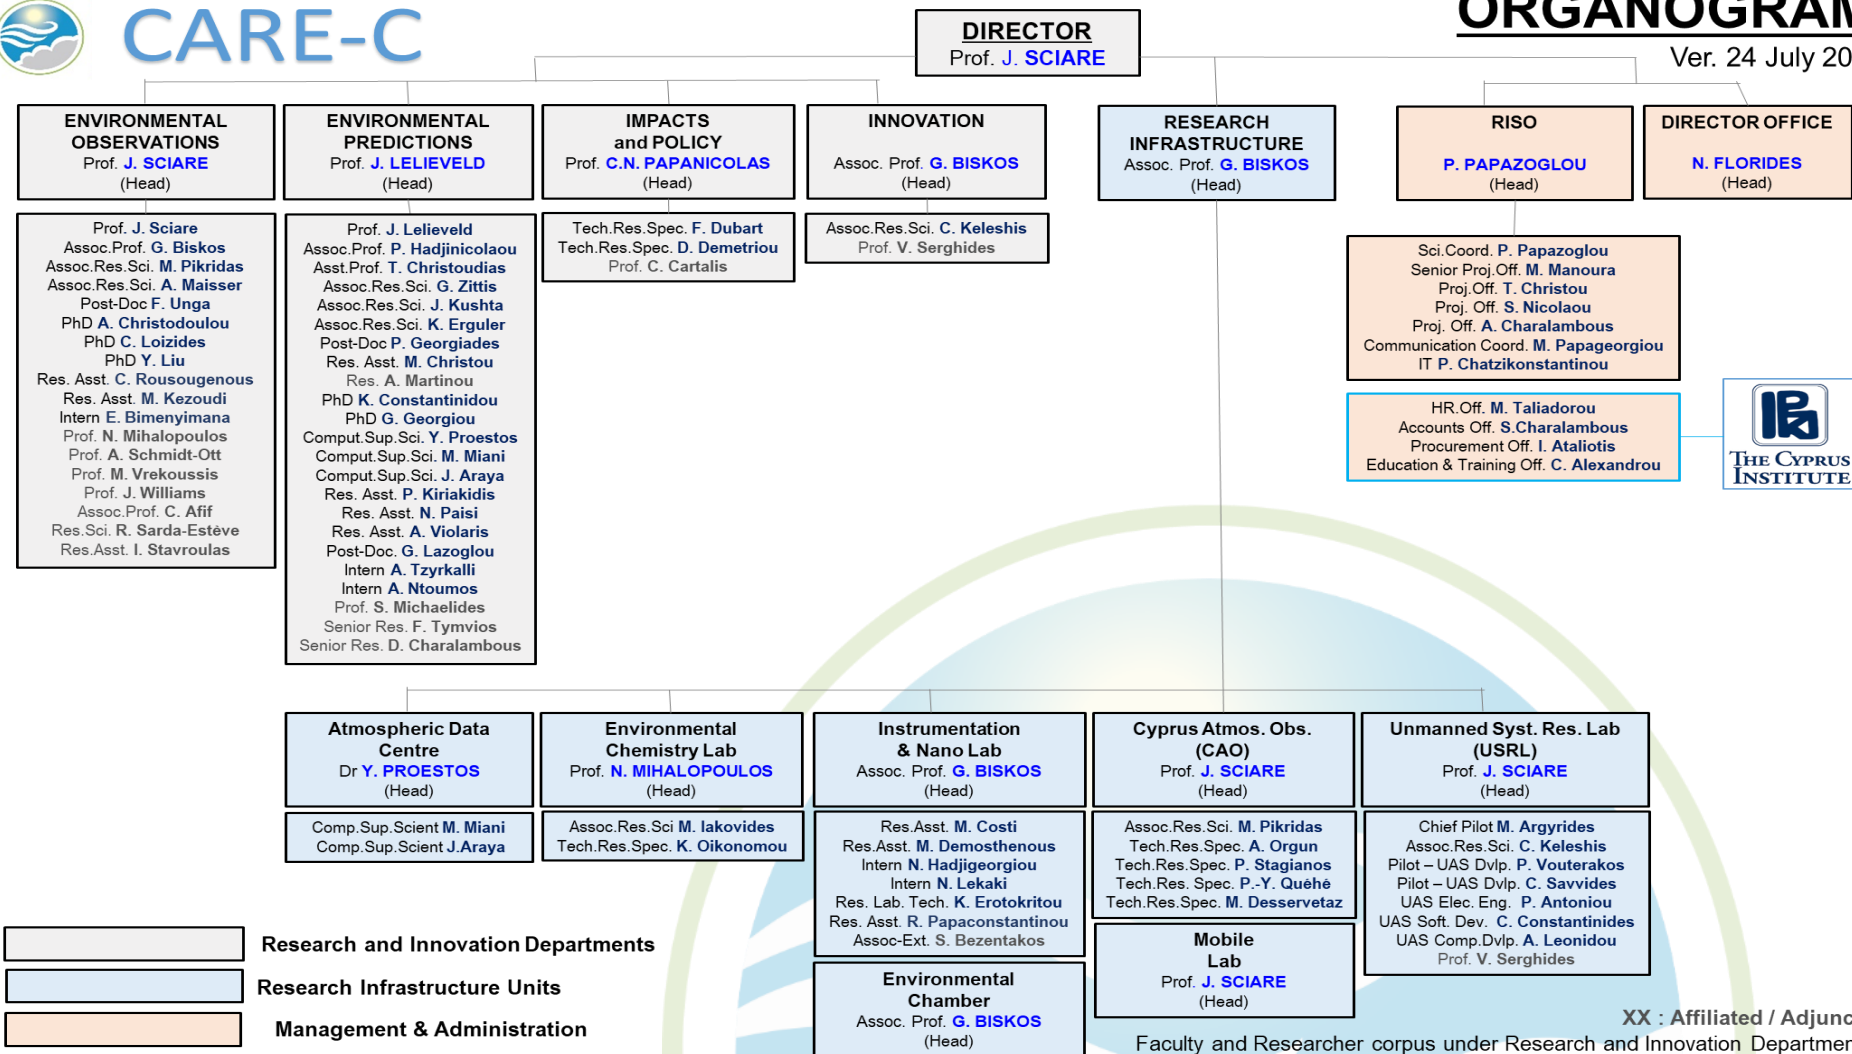 CARE-C
DIRECTOR
Prof. J. SCIARE
ORGANOGRAM
Ver. 24 July 20
ENVIRONMENTAL
OBSERVATIONS
Prof. J. SCIARE
(Head)
ENVIRONMENTAL
PREDICTIONS
Prof. J. LELIEVELD
(Head)
IMPACTS
and POLICY
Prof. C.N. PAPANICOLAS
(Head)
INNOVATION
Assoc. Prof. G. BISKOS
(Head)
RESEARCH
INFRASTRUCTURE
Assoc. Prof. G. BISKOS
(Head)
RISO
P. PAPAZOGLOU
(Head)
DIRECTOR OFFICE
N. FLORIDES
(Head)
Prof. J. Sciare
Assoc.Prof. G. Biskos
Assoc.Res.Sci. M. Pikridas
Assoc.Res.Sci. A. Maisser
Post-Doc F. Unga
PhD A. Christodoulou
PhD C. Loizides
PhD Y. Liu
Res. Asst. C. Rousougenous
Res. Asst. M. Kezoudi
Intern E. Bimenyimana
Prof. N. Mihalopoulos
Prof. A. Schmidt-Ott
Prof. M. Vrekoussis
Prof. J. Williams
Assoc.Prof. C. Afif
Res.Sci. R. Sarda-Estève
Res.Asst. I. Stavroulas
Prof. J. Lelieveld
Assoc.Prof. P. Hadjinicolaou
Asst.Prof. T. Christoudias
Assoc.Res.Sci. G. Zittis
Assoc.Res.Sci. J. Kushta
Assoc.Res.Sci. K. Erguler
Post-Doc P. Georgiades
Res. Asst. M. Christou
Res. A. Martinou
PhD K. Constantinidou
PhD G. Georgiou
Comput.Sup.Sci. Y. Proestos
Comput.Sup.Sci. M. Miani
Comput.Sup.Sci. J. Araya
Res. Asst. P. Kiriakidis
Res. Asst. N. Paisi
Res. Asst. A. Violaris
Post-Doc. G. Lazoglou
Intern A. Tzyrkalli
Intern A. Ntoumos
Prof. S. Michaelides
Senior Res. F. Tymvios
Senior Res. D. Charalambous
Tech.Res.Spec. F. Dubart
Tech.Res.Spec. D. Demetriou
Prof. C. Cartalis
Assoc.Res.Sci. C. Keleshis
Prof. V. Serghides
Sci.Coord. P. Papazoglou
Senior Proj.Off. M. Manoura
Proj.Off. T. Christou
Proj. Off. S. Nicolaou
Proj. Off. A. Charalambous
Communication Coord. M. Papageorgiou
IT P. Chatzikonstantinou
HR.Off. M. Taliadorou
Accounts Off. S.Charalambous
Procurement Off. I. Ataliotis
Education & Training Off. C. Alexandrou
THE CYPRUS
INSTITUTE
Atmospheric Data
Centre
Dr Y. PROESTOS
(Head)
Environmental
Chemistry Lab
Prof. N. MIHALOPOULOS
(Head)
Instrumentation
& Nano Lab
Assoc. Prof. G. BISKOS
(Head)
Cyprus Atmos. Obs.
(CAO)
Prof. J. SCIARE
(Head)
Unmanned Syst. Res. Lab
(USRL)
Prof. J. SCIARE
(Head)
Comp.Sup.Scient M. Miani
Comp.Sup.Scient J.Araya
Assoc.Res.Sci M. Iakovides
Tech.Res.Spec. K. Oikonomou
Res.Asst. M. Costi
Res.Asst. M. Demosthenous
Intern N. Hadjigeorgiou
Intern N. Lekaki
Res. Lab. Tech. K. Erotokritou
Res. Asst. R. Papaconstantinou
Assoc-Ext. S. Bezentakos
Assoc.Res.Sci. M. Pikridas
Tech.Res.Spec. A. Orgun
Tech.Res.Spec. P. Stagianos
Tech.Res. Spec. P.-Y. Quéhé
Tech.Res.Spec. M. Desservetaz
Chief Pilot M. Argyrides
Assoc.Res.Sci. C. Keleshis
Pilot – UAS Dvlp. P. Vouterakos
Pilot – UAS Dvlp. C. Savvides
UAS Elec. Eng. P. Antoniou
UAS Soft. Dev. C. Constantinides
UAS Comp.Dvlp. A. Leonidou
Prof. V. Serghides
Environmental
Chamber
Assoc. Prof. G. BISKOS
(Head)
Mobile
Lab
Prof. J. SCIARE
(Head)
Research and Innovation Departments
Research Infrastructure Units
Management & Administration
XX : Affiliated / Adjunc
Faculty and Researcher corpus under Research and Innovation Departmen